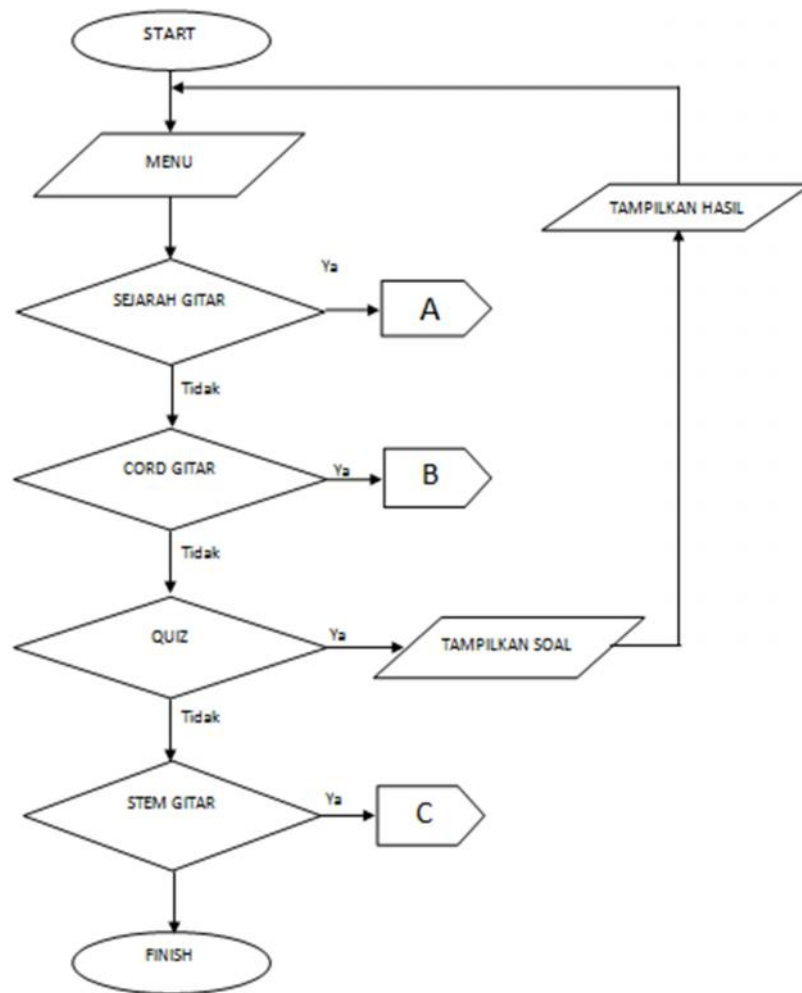 START
MENU
TAMPILKAN HASIL
Ya
SEJARAH GITAR
A
Tidak
CORD GITAR
Ya
B
Tidak
QUIZ
Ya
TAMPILKAN SOAL
Tidak
STEM GITAR
Ya
C
FINISH